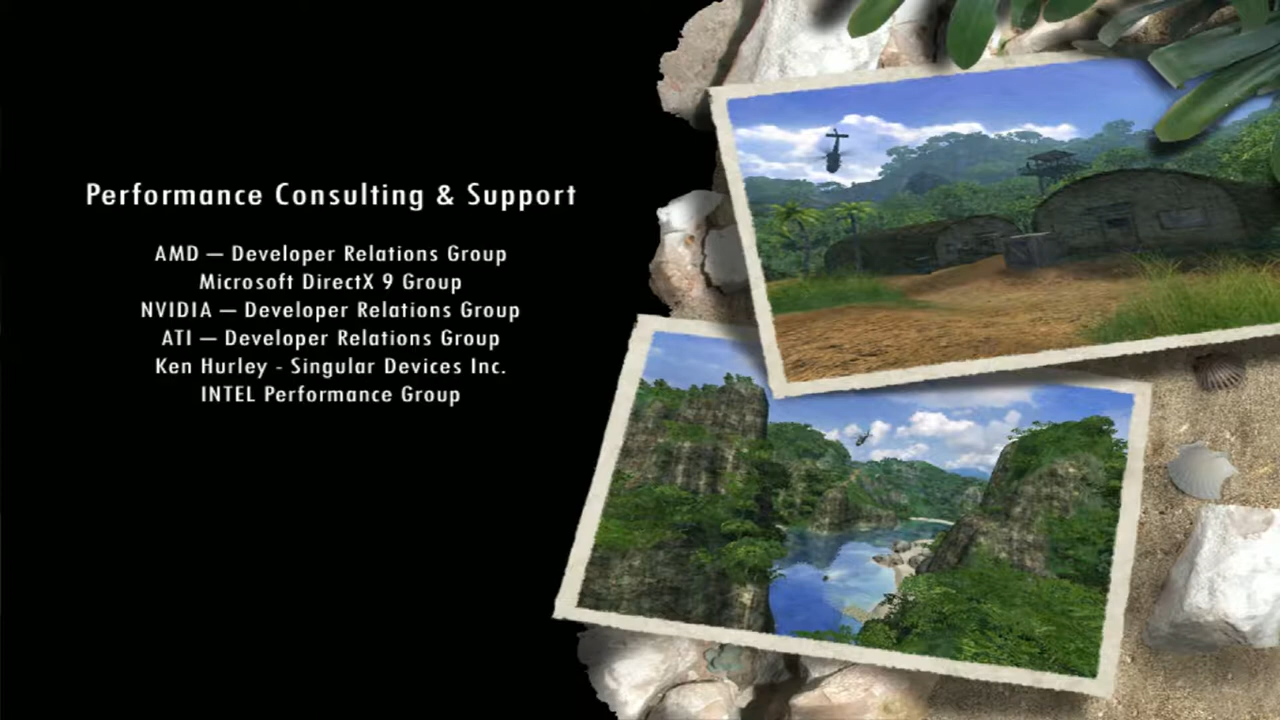 Performance Consulting & Support
AMD — Developer Relations Group
Microsoft DirectX 9 Group
NVIDIA — Developer Relations Group
ATI — Developer Relations Group
Ken Hurley - Singular Devices Inc.
INTEL Performance Group